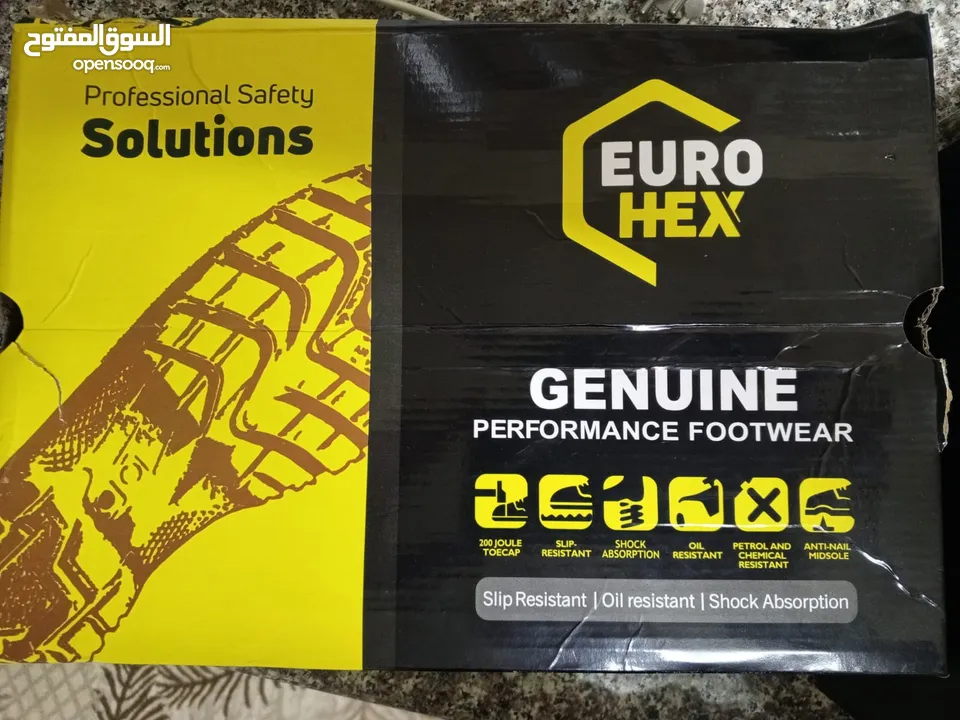 السوق المفتوح
opensooq.com
Professional Safety
Solutions
EURO
HEX
GENUINE
PERFORMANCE FOOTWEAR
200 JOULE
TOECAP
SLIP-
RESISTANT
SHOCK
ABSORPTION
OIL
RESISTANT
PETROL AND
CHEMICAL
RESISTANT
ANTI-NAIL
MIDSOLE
Slip Resistant | Oil resistant | Shock Absorption